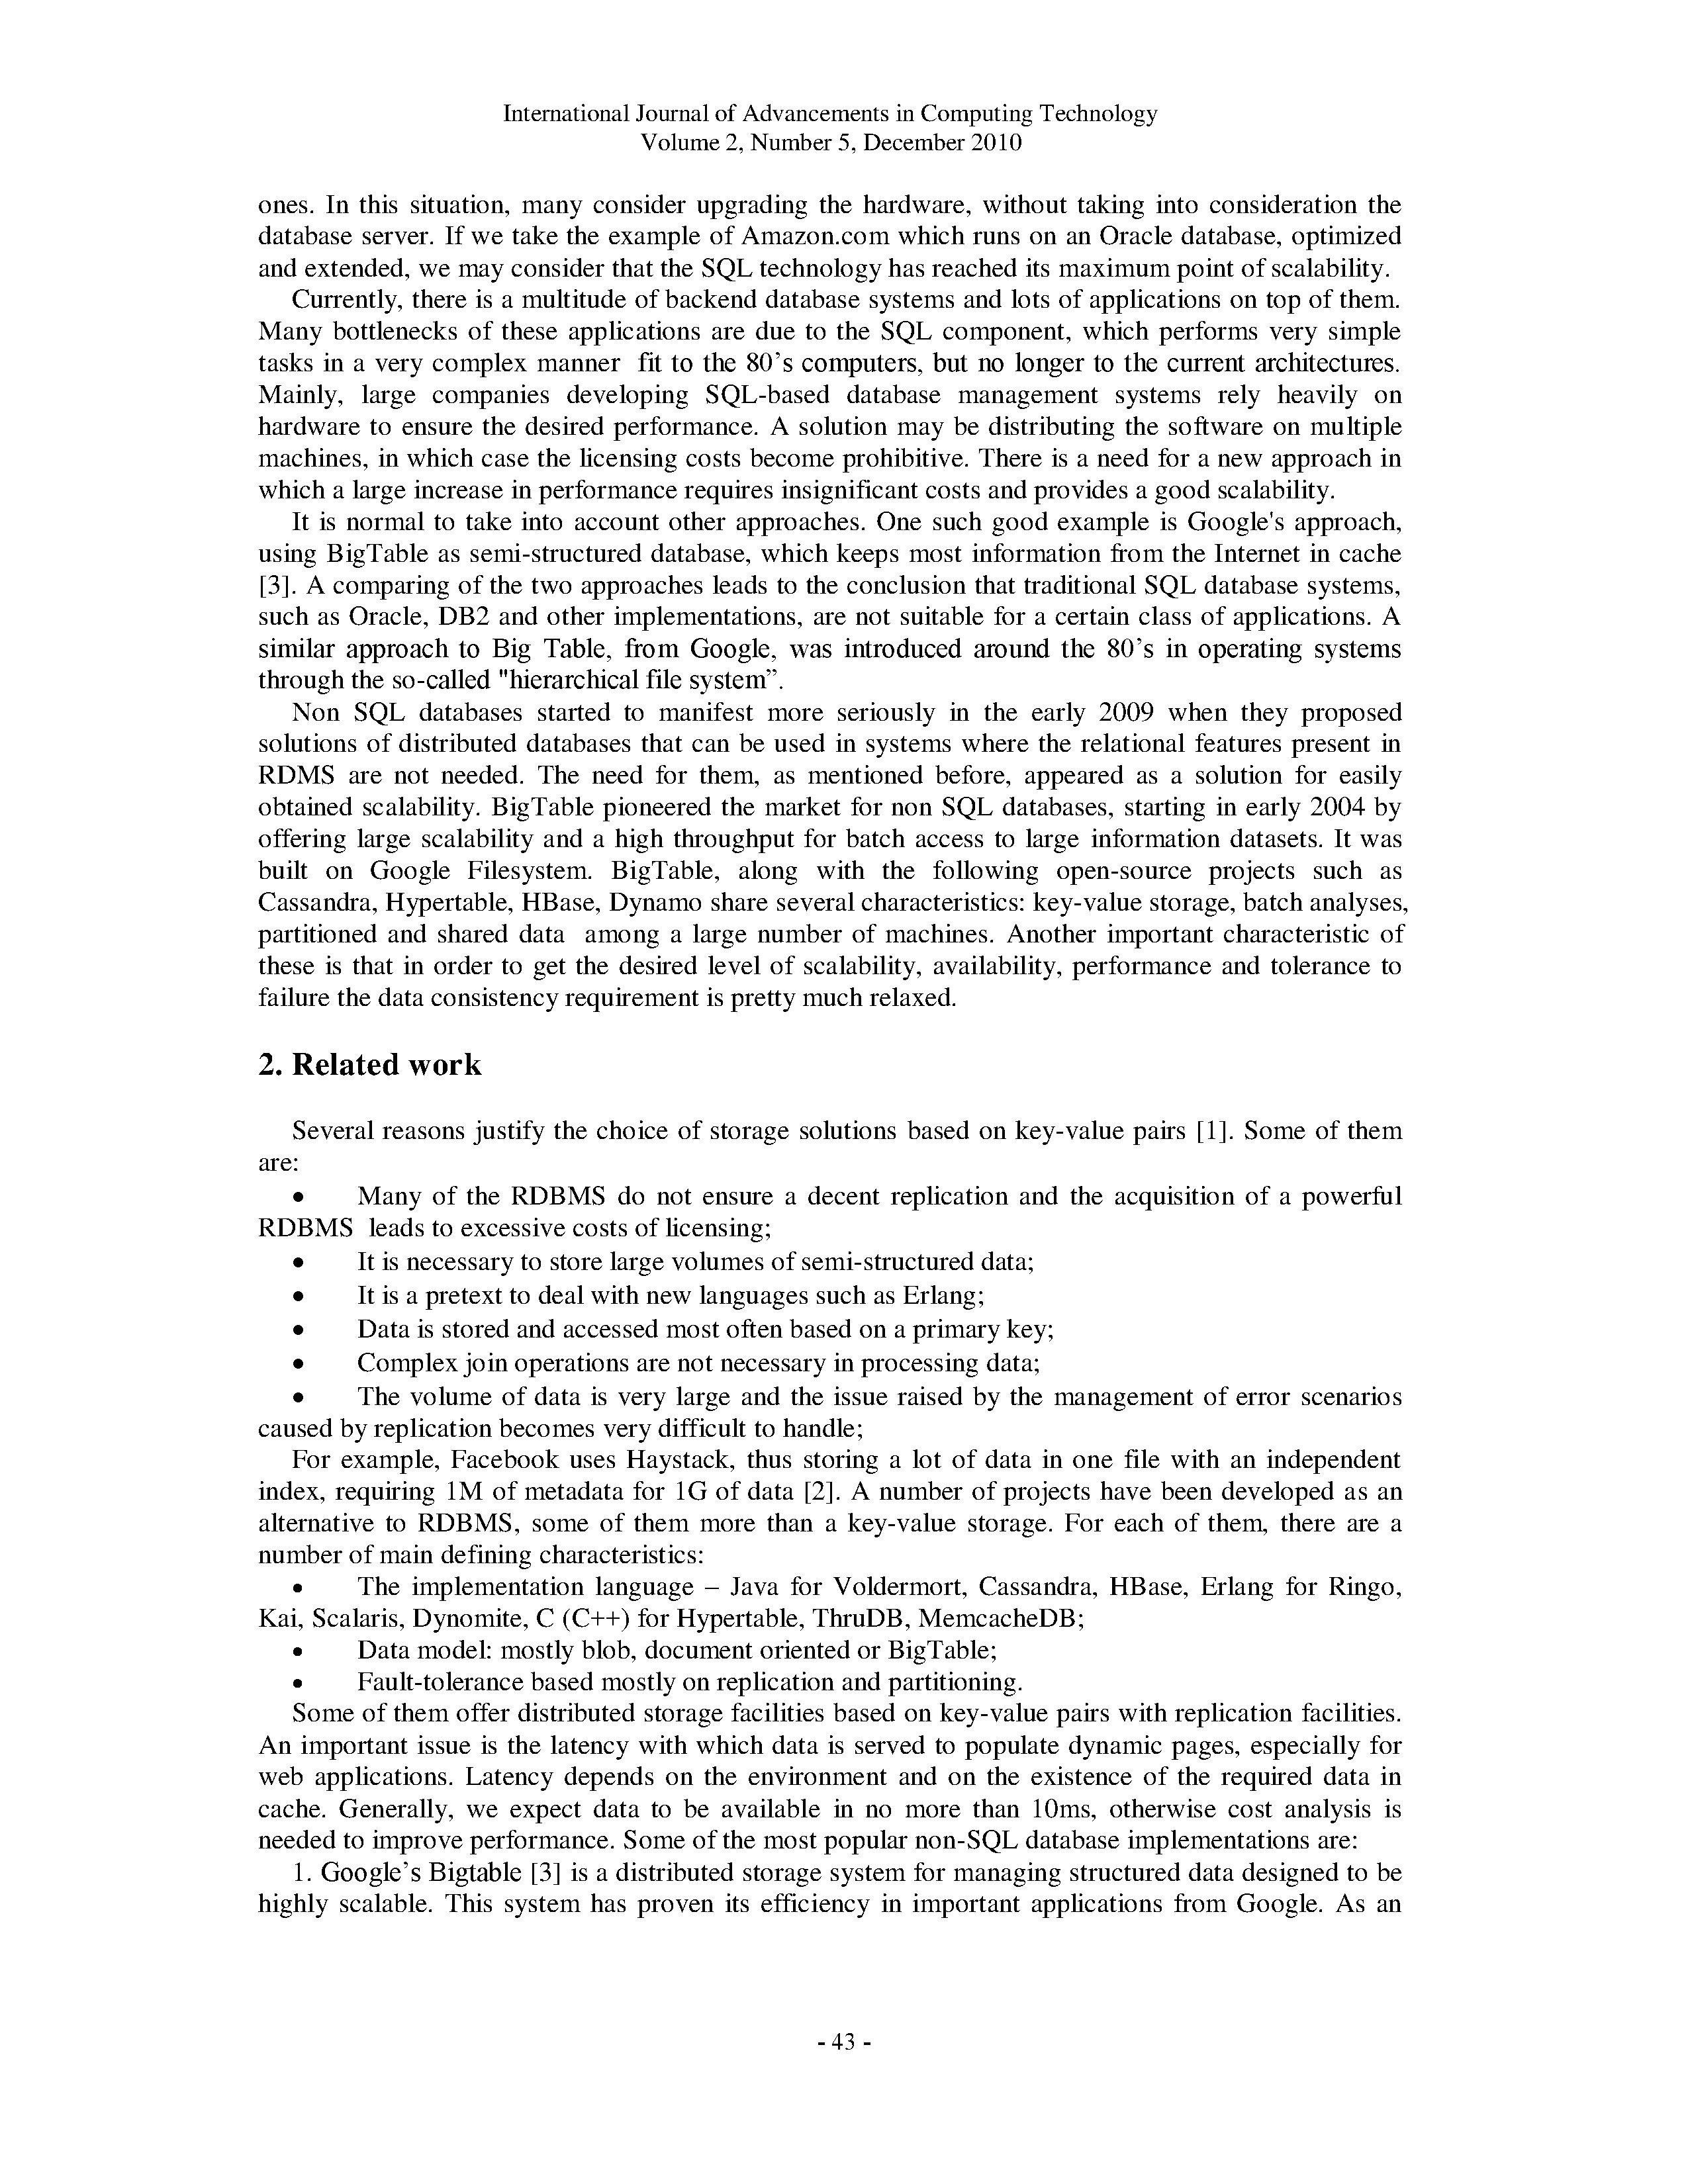 International Journal of Advancements in Computing Technology
Volume 2, Number 5, December 2010
ones. In this situation, many consider upgrading the hardware, without taking into consideration the
database server. If we take the example of Amazon.com which runs on an Oracle database, optimized
and extended, we may consider that the SQL technology has reached its maximum point of scalability.
Currently, there is a multitude of backend database systems and lots of applications on top of them.
Many bottlenecks of these applications are due to the SQL component, which performs very simple
tasks in a very complex manner fit to the 80’s computers, but no longer to the current architectures.
Mainly, large companies developing SQL-based database management systems rely heavily on
hardware to ensure the desired performance. A solution may be distributing the software on multiple
machines, in which case the licensing costs become prohibitive. There is a need for a new approach in
which a large increase in performance requires insignificant costs and provides a good scalability.
It is normal to take into account other approaches. One such good example is Google's approach,
using BigTable as semi-structured database, which keeps most information from the Internet in cache
[3]. A comparing of the two approaches leads to the conclusion that traditional SQL database systems,
such as Oracle, DB2 and other implementations, are not suitable for a certain class of applications. A
similar approach to Big Table, from Google, was introduced around the 80’s in operating systems
through the so-called "hierarchical file system”.
Non SQL databases started to manifest more seriously in the early 2009 when they proposed
solutions of distributed databases that can be used in systems where the relational features present in
RDMS are not needed. The need for them, as mentioned before, appeared as a solution for easily
obtained scalability. BigTable pioneered the market for non SQL databases, starting in early 2004 by
offering large scalability and a high throughput for batch access to large information datasets. It was
built on Google Filesystem. BigTable, along with the following open-source projects such as
Cassandra, Hypertable, HBase, Dynamo share several characteristics: key-value storage, batch analyses,
partitioned and shared data among a large number of machines. Another important characteristic of
these is that in order to get the desired level of scalability, availability, performance and tolerance to
failure the data consistency requirement is pretty much relaxed.
2. Related work
Several reasons justify the choice of storage solutions based on key-value pairs [1]. Some of them
are:
• Many of the RDBMS do not ensure a decent replication and the acquisition of a powerful
RDBMS leads to excessive costs of licensing;
• It is necessary to store large volumes of semi-structured data;
• It is a pretext to deal with new languages such as Erlang;
• Data is stored and accessed most often based on a primary key;
• Complex join operations are not necessary in processing data;
• The volume of data is very large and the issue raised by the management of error scenarios
caused by replication becomes very difficult to handle;
For example, Facebook uses Haystack, thus storing a lot of data in one file with an independent
index, requiring 1M of metadata for 1G of data [2]. A number of projects have been developed as an
alternative to RDBMS, some of them more than a key-value storage. For each of them, there are a
number of main defining characteristics:
• The implementation language – Java for Voldermort, Cassandra, HBase, Erlang for Ringo,
Kai, Scalaris, Dynomite, C (C++) for Hypertable, ThruDB, MemcacheDB;
• Data model: mostly blob, document oriented or BigTable;
• Fault-tolerance based mostly on replication and partitioning.
Some of them offer distributed storage facilities based on key-value pairs with replication facilities.
An important issue is the latency with which data is served to populate dynamic pages, especially for
web applications. Latency depends on the environment and on the existence of the required data in
cache. Generally, we expect data to be available in no more than 10ms, otherwise cost analysis is
needed to improve performance. Some of the most popular non-SQL database implementations are:
1. Google’s Bigtable [3] is a distributed storage system for managing structured data designed to be
highly scalable. This system has proven its efficiency in important applications from Google. As an
- 43 -